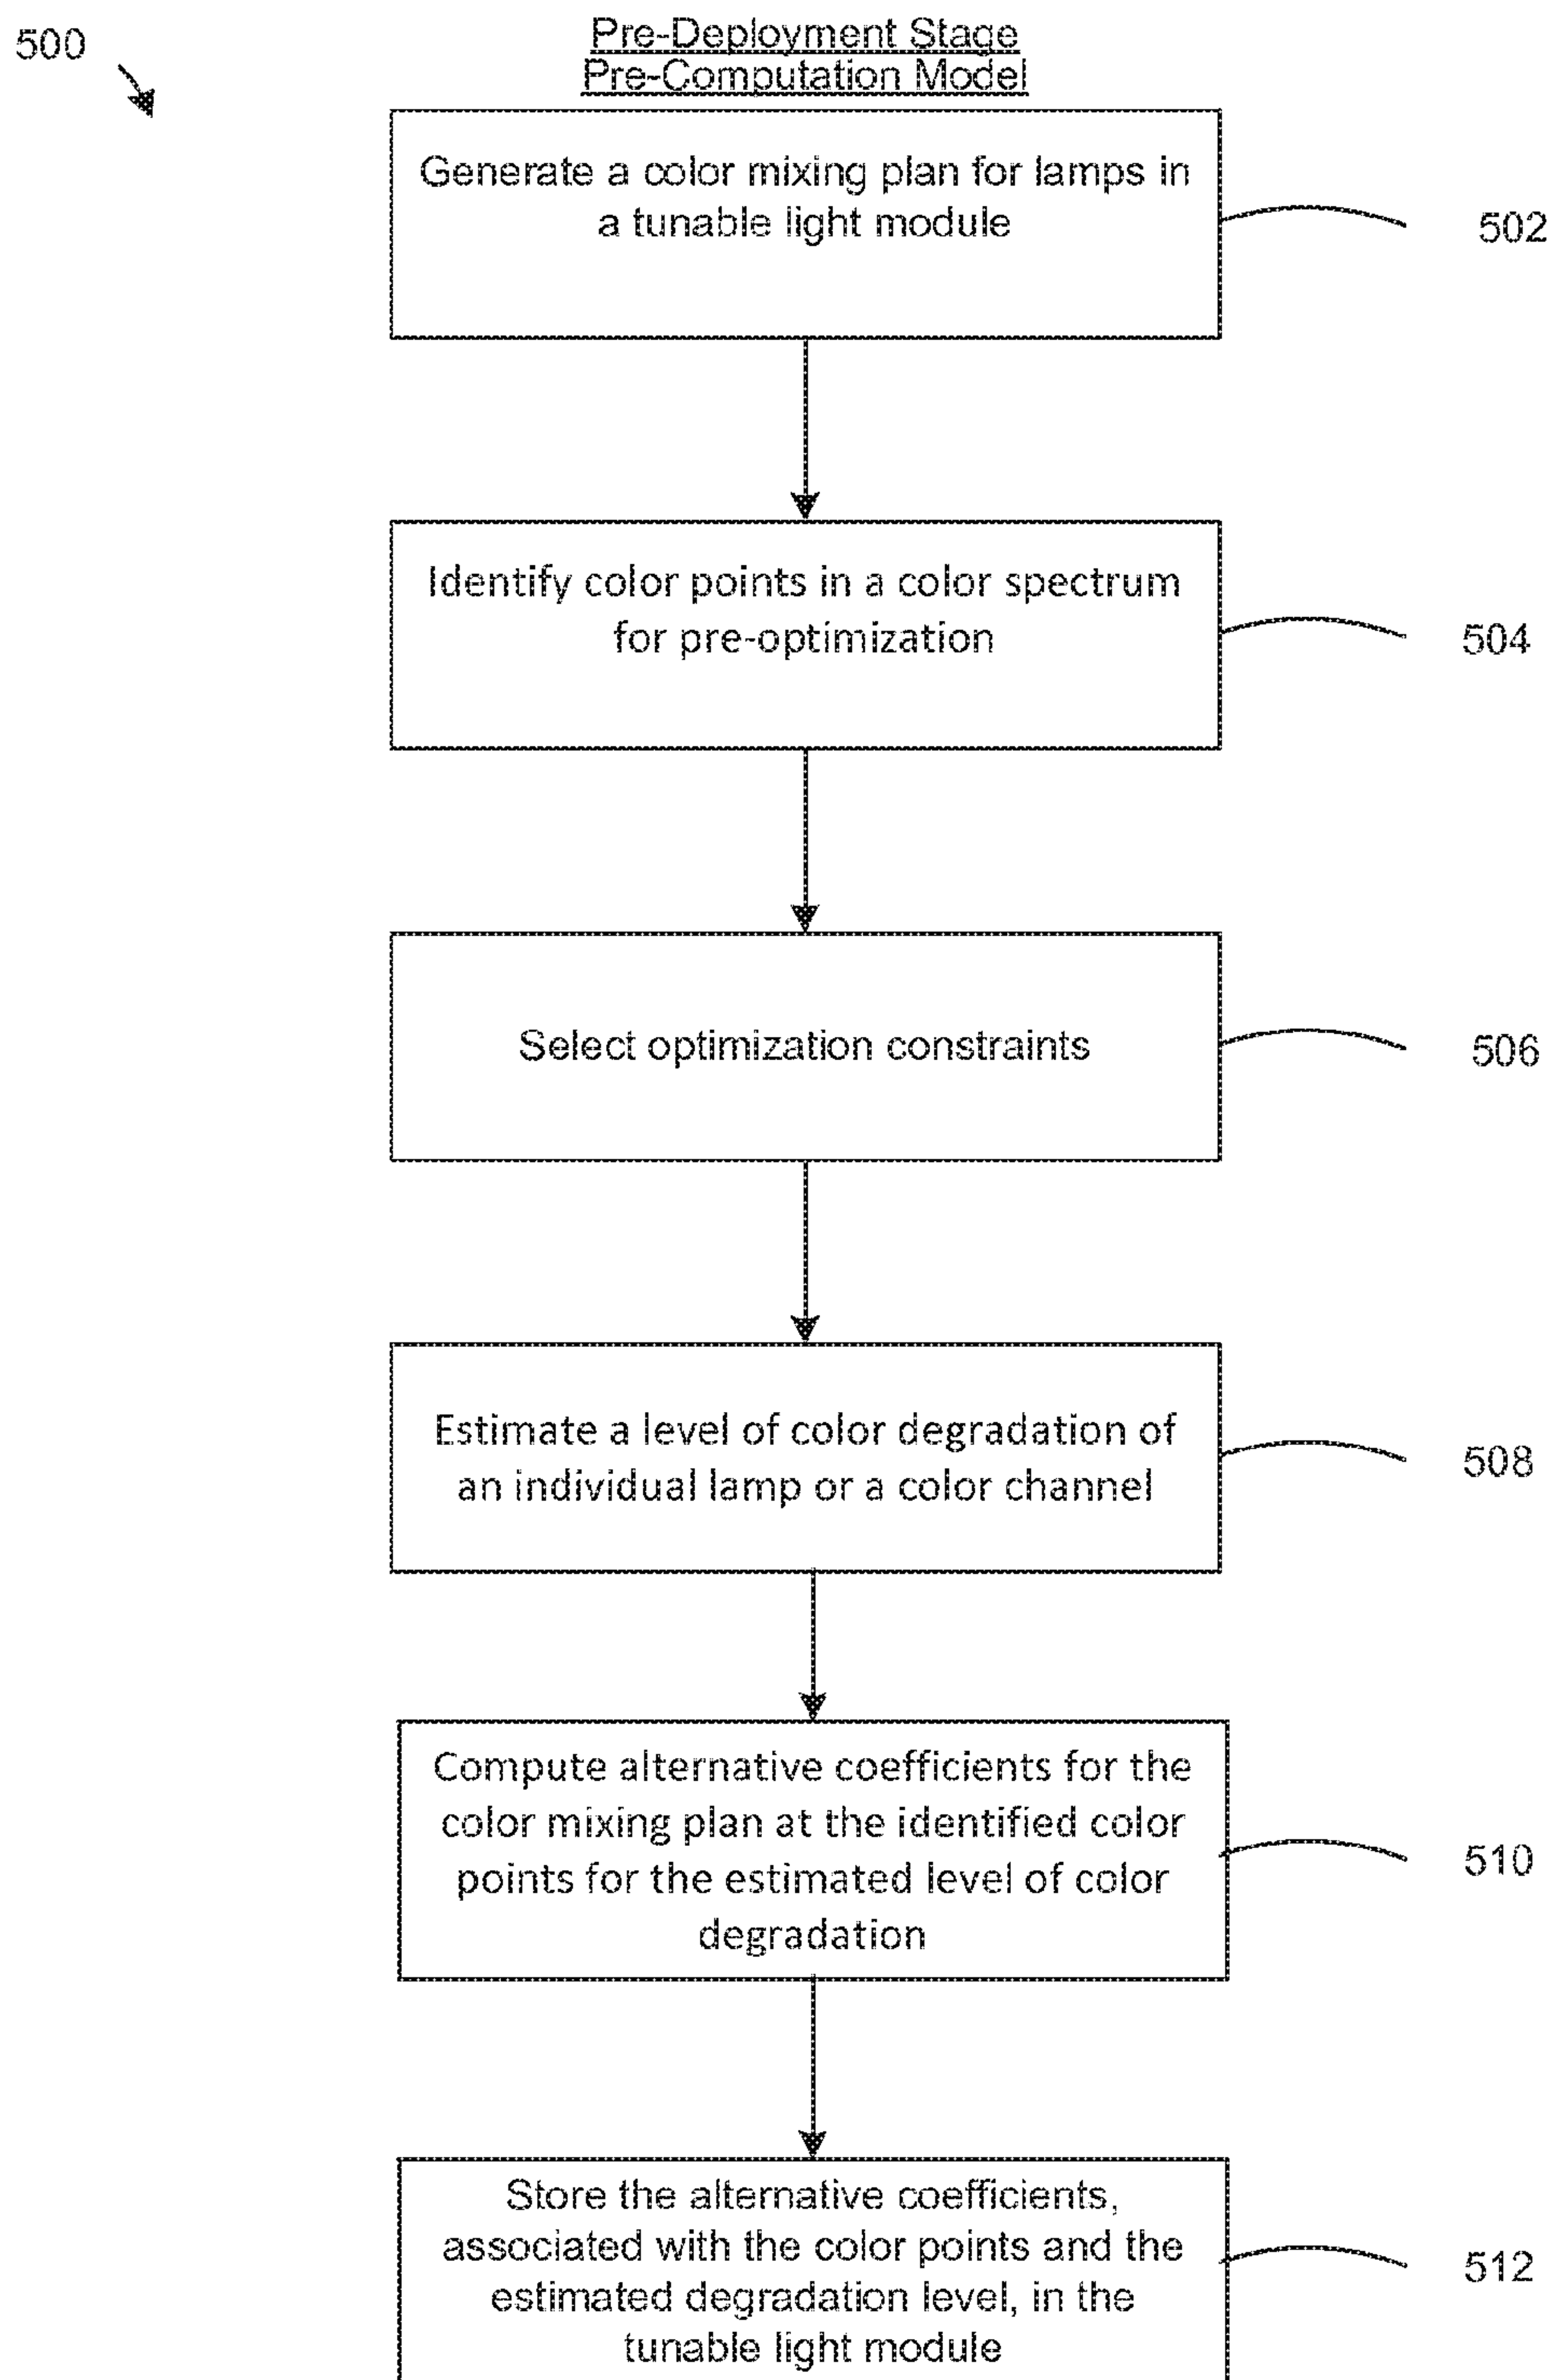 500
Pre-Deployment Stage
Pre-Computation Model
Generate a color mixing plan for lamps in
a tunable light module
502
Identify color points in a color spectrum
for pre-optimization
504
Select optimization constraints
506
Estimate a level of color degradation of
an individual lamp or a color channel
508
Compute alternative coefficients for the
color mixing plan at the identified color
points for the estimated level of color
degradation
510
Store the alternative coefficients,
associated with the color points and the
estimated degradation level, in the
tunable light module
512